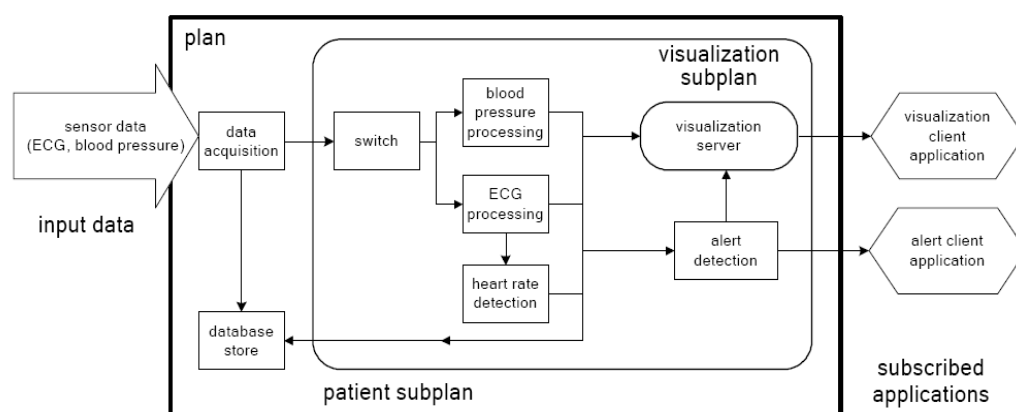 plan
visualization
subplan
sensor data
(ECG, blood pressure)
input data
data
acquisition
switch
blood
pressure
processing
ECG
processing
heart rate
detection
visualization
server
alert
detection
database
store
patient subplan
visualization
client
application
alert client
application
subscribed
applications